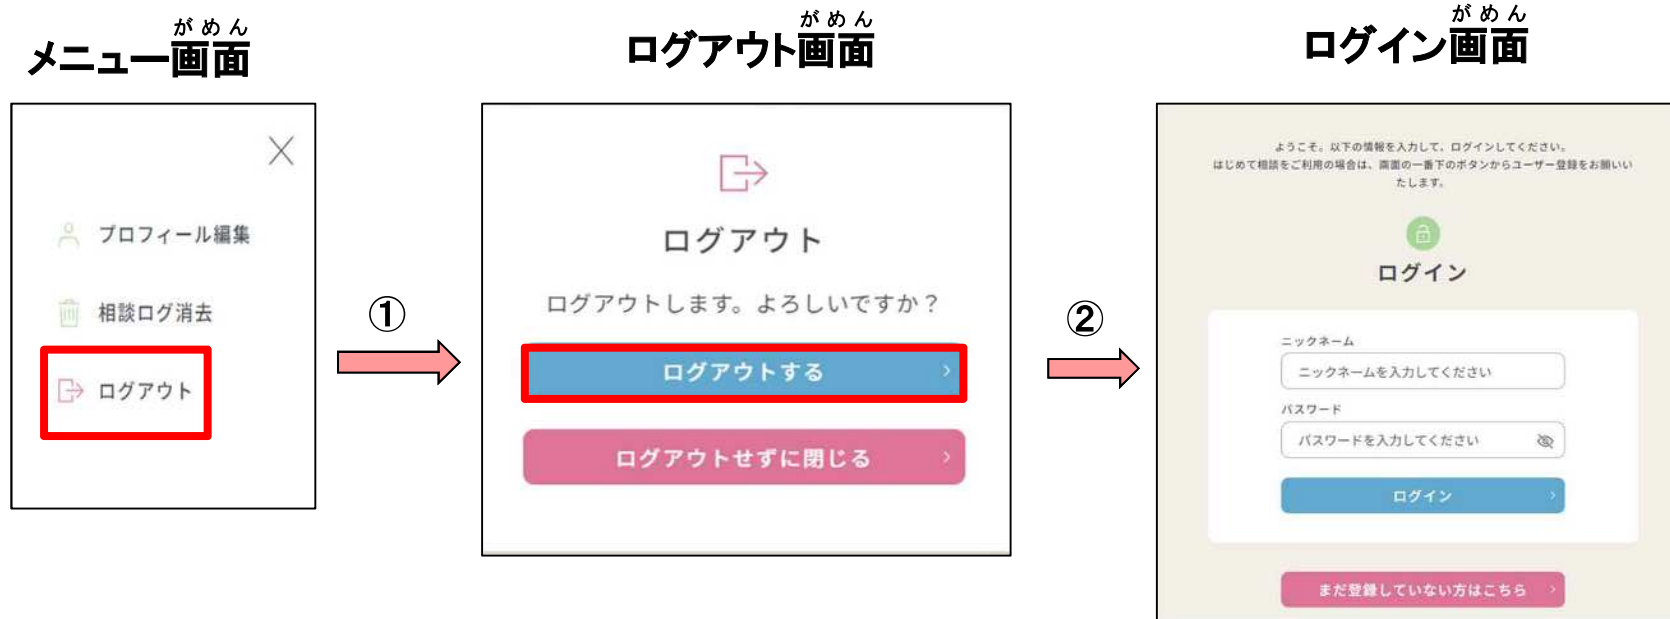 がめん
メニュー画面
プロフィール編集
相談ログ消去
ログアウト
①
がめん
ログアウト画面
ログアウト
ログアウトします。よろしいですか？
ログアウトする
ログアウトせずに閉じる
②
がめん
ログイン画面
ようこそ。以下の情報を入力して、ログインしてください。
はじめて相談をご利用の場合は、画面の一番下のボタンからユーザー登録をお願いい
たします。
ログイン
ニックネーム
ニックネームを入力してください
パスワード
パスワードを入力してください
ログイン
まだ登録していない方はこちら